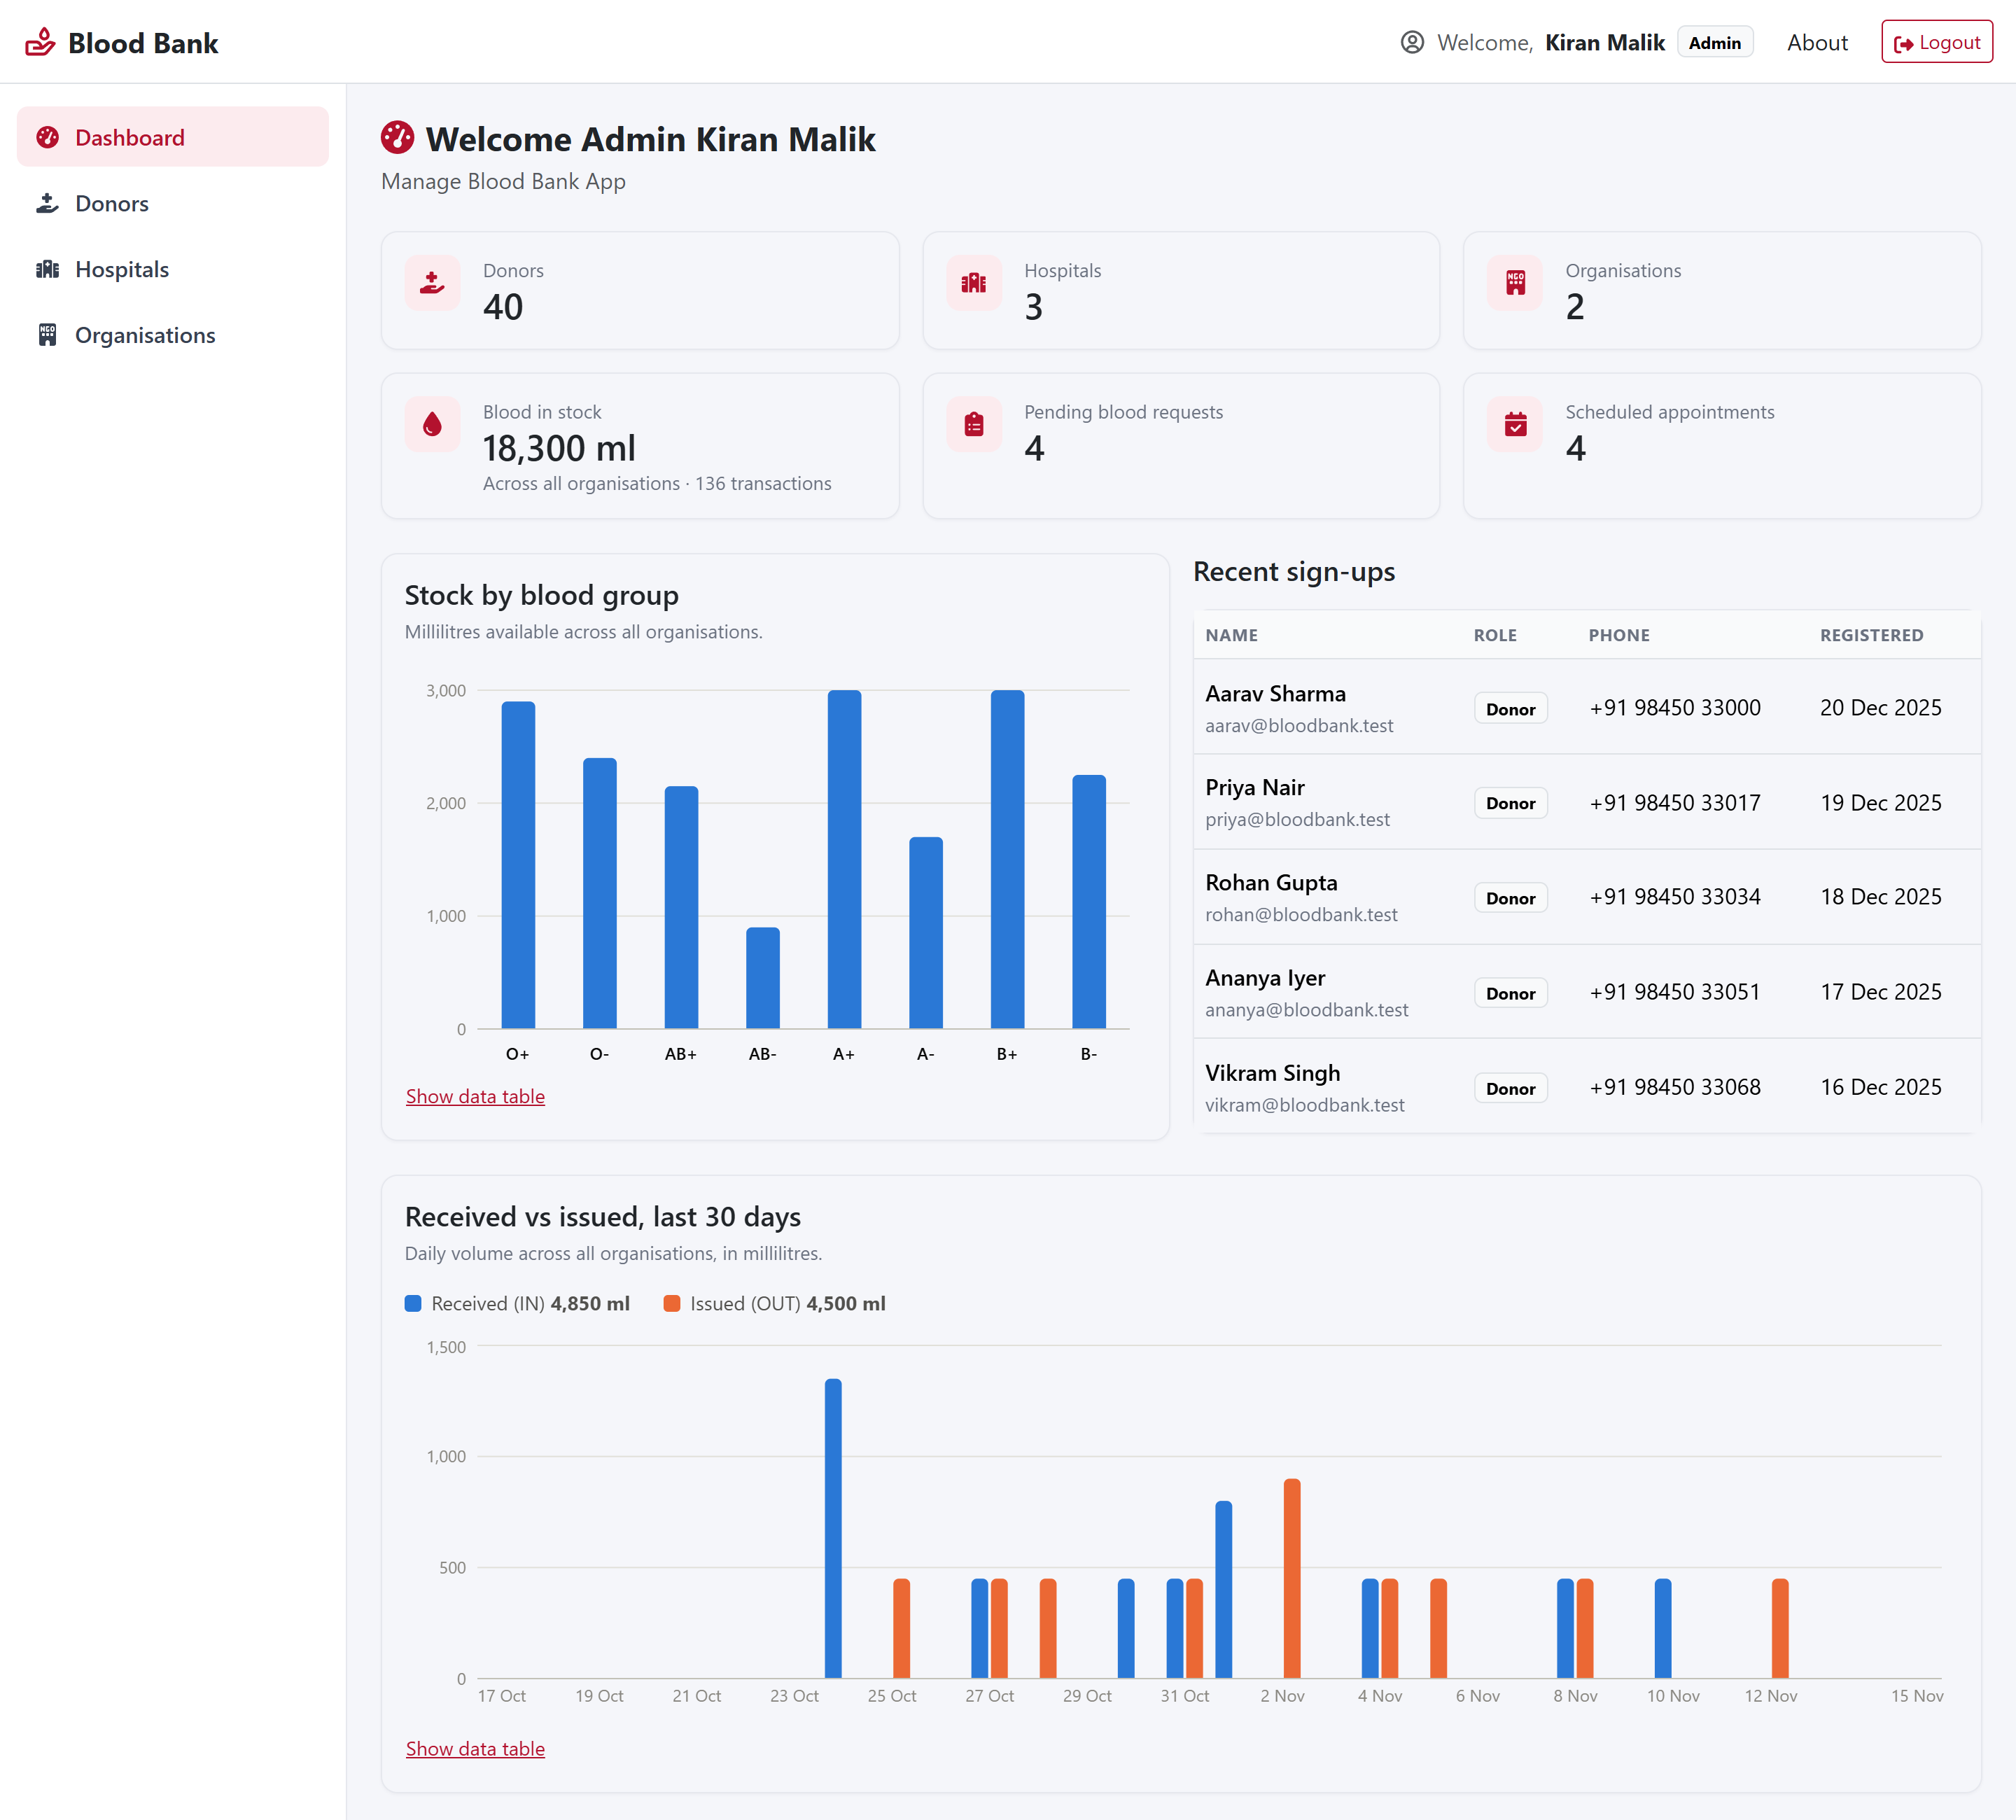 Blood Bank
Welcome, Kiran Malik Admin About Logout
Dashboard
Donors
Hospitals
Organisations
Welcome Admin Kiran Malik
Manage Blood Bank App
Donors
40
Hospitals
3
NGO
Organisations
2
Blood in stock
18,300 ml
Across all organisations · 136 transactions
Pending blood requests
4
Scheduled appointments
4
Stock by blood group
Millilitres available across all organisations.
3,000
2,000
1,000
0
O+ O- AB+ AB- A+ A- B+ B-
Show data table
Recent sign-ups
NAME ROLE PHONE REGISTERED
Aarav Sharma
aarav@bloodbank.test
Donor +91 98450 33000 20 Dec 2025
Priya Nair
priya@bloodbank.test
Donor +91 98450 33017 19 Dec 2025
Rohan Gupta
rohan@bloodbank.test
Donor +91 98450 33034 18 Dec 2025
Ananya Iyer
ananya@bloodbank.test
Donor +91 98450 33051 17 Dec 2025
Vikram Singh
vikram@bloodbank.test
Donor +91 98450 33068 16 Dec 2025
Received vs issued, last 30 days
Daily volume across all organisations, in millilitres.
Received (IN) 4,850 ml Issued (OUT) 4,500 ml
1,500
1,000
500
0
17 Oct 19 Oct 21 Oct 23 Oct 25 Oct 27 Oct 29 Oct 31 Oct 2 Nov 4 Nov 6 Nov 8 Nov 10 Nov 12 Nov 15 Nov
Show data table